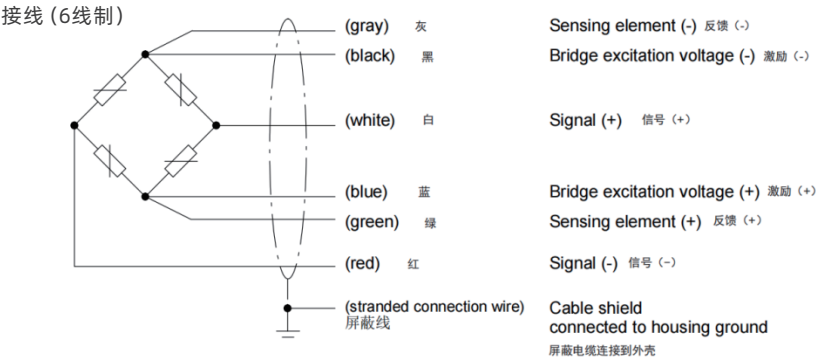 接线(6线制)
(gray) 灰 Sensing element (-) 反馈(-)
(black) 黑 Bridge excitation voltage (-) 激励(-)
(white) 白 Signal (+) 信号(+)
(blue) 蓝 Bridge excitation voltage (+) 激励(+)
(green) 绿 Sensing element (+) 反馈(+)
(red) 红 Signal (-) 信号(-)
(stranded connection wire) Cable shield
屏蔽线 connected to housing ground
屏蔽电缆连接到外壳